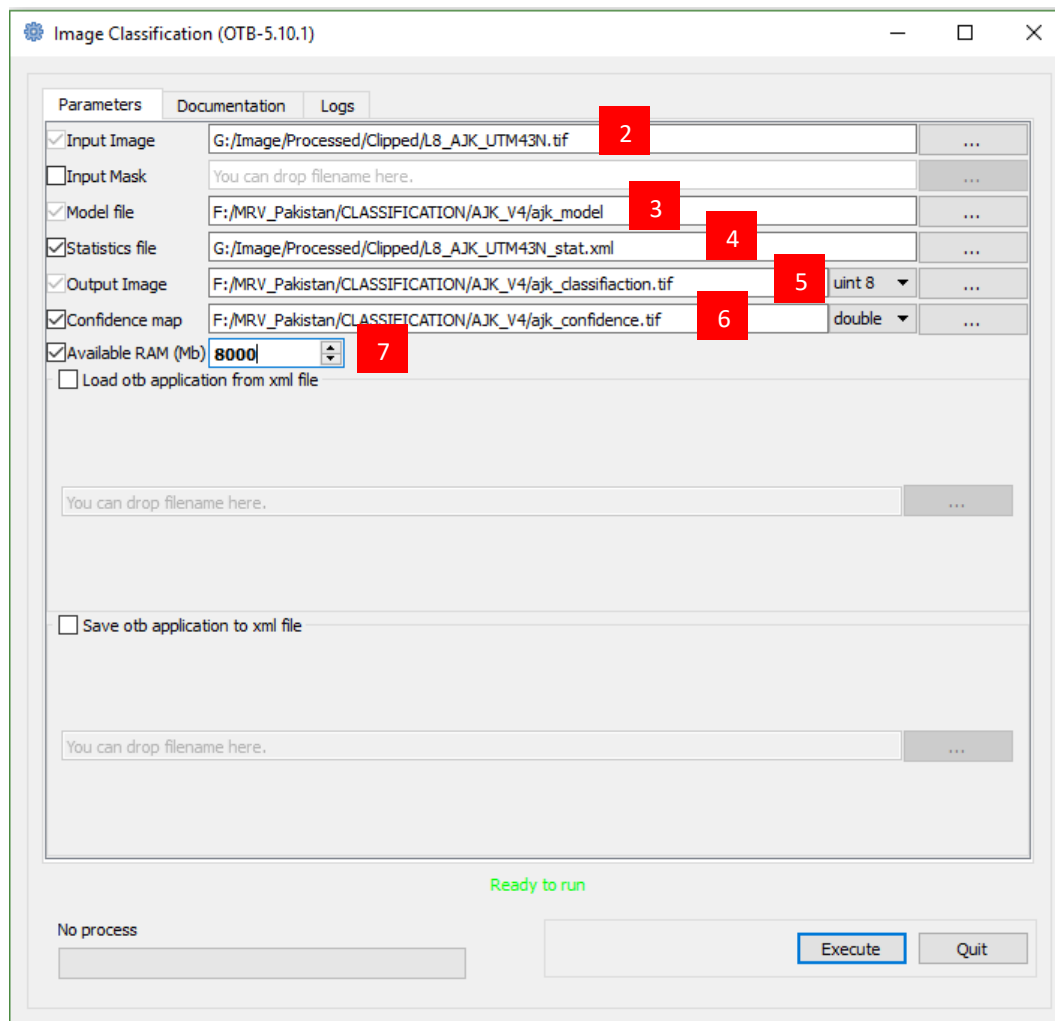 Image Classification (OTB-5.10.1)
Parameters Documentation Logs
Input Image G:/Image/Processed/Clipped/L8_AJK_UTM43N.tif 2 ...
Input Mask You can drop filename here. ...
Model file F:/MRV_Pakistan/CLASSIFICATION/AJK_V4/ajk_model 3 ...
Statistics file G:/Image/Processed/Clipped/L8_AJK_UTM43N_stat.xml 4 ...
Output Image F:/MRV_Pakistan/CLASSIFICATION/AJK_V4/ajk_classifiaction.tif 5 uint 8 ...
Confidence map F:/MRV_Pakistan/CLASSIFICATION/AJK_V4/ajk_confidence.tif 6 double ...
Available RAM (Mb) 8000 7
Load otb application from xml file
You can drop filename here. ...
Save otb application to xml file
You can drop filename here. ...
Ready to run
No process
Execute Quit